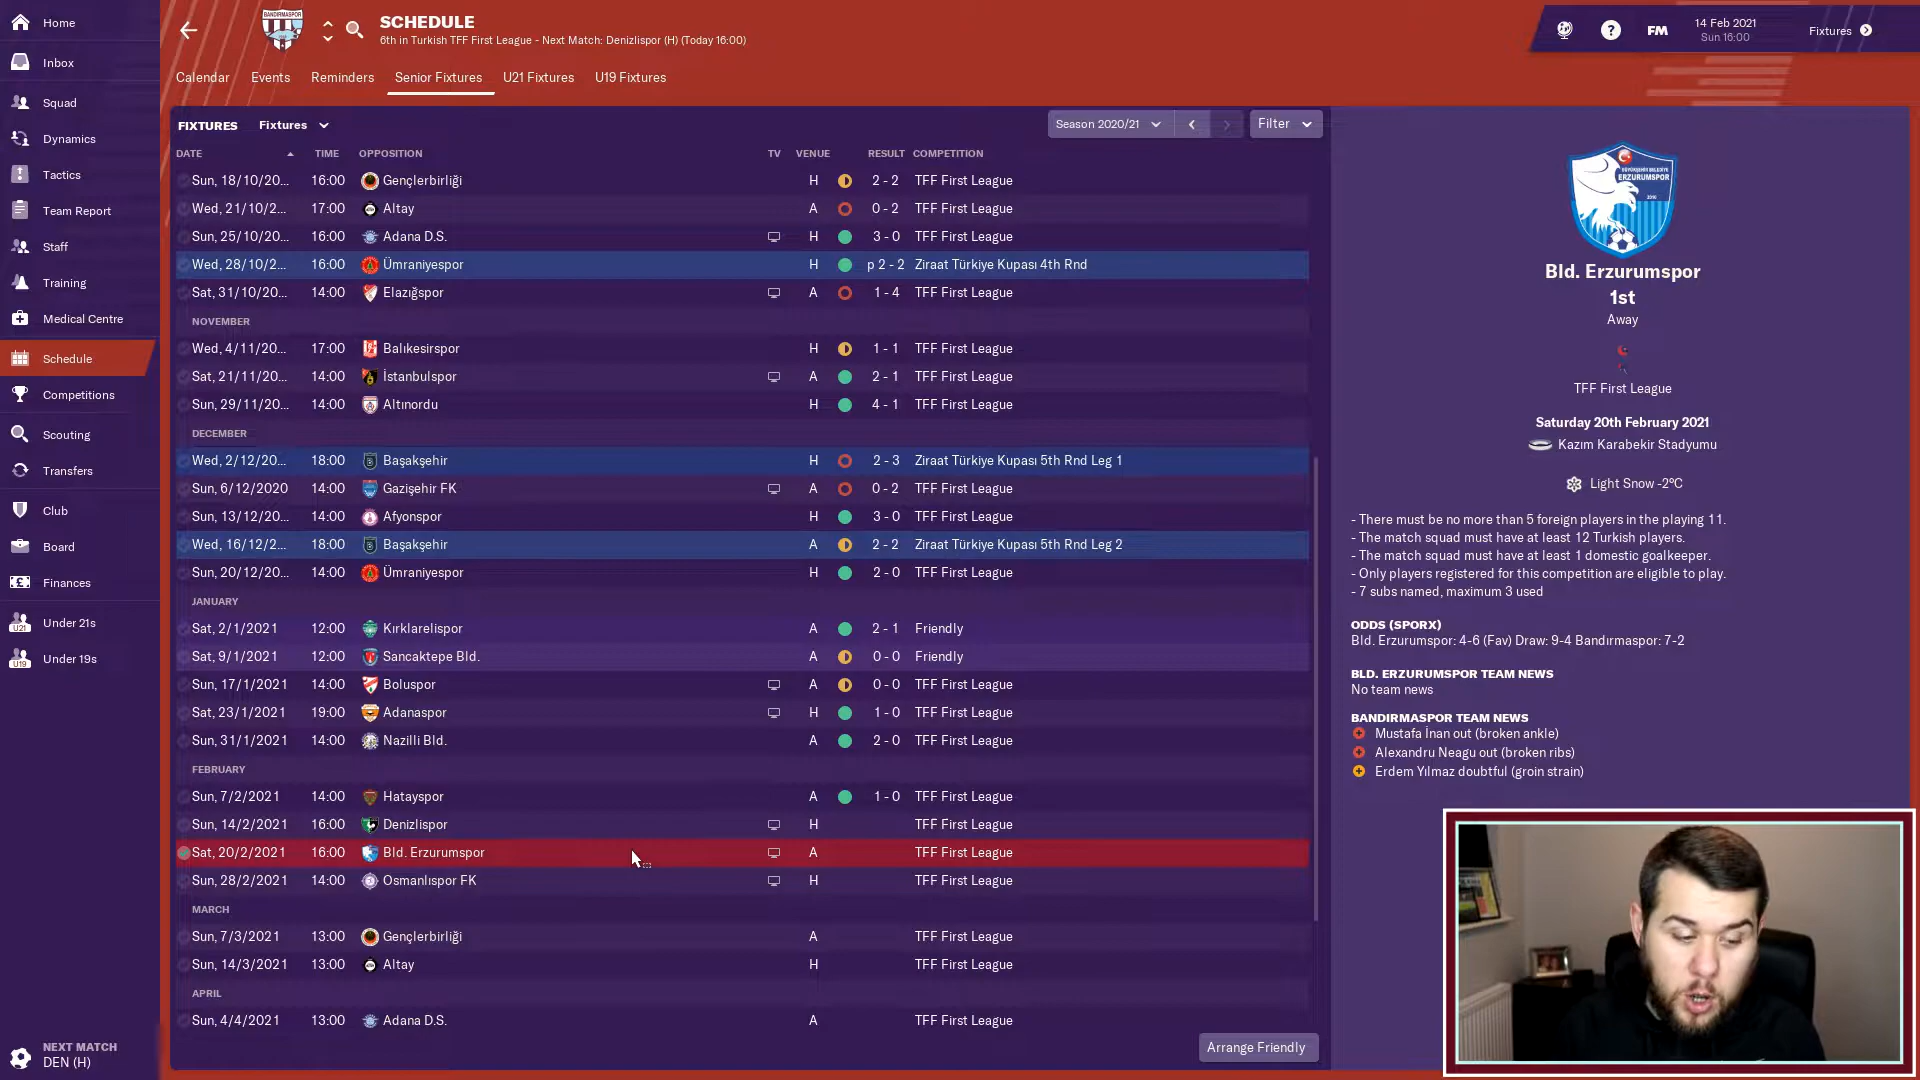 Home
Inbox
Squad
Dynamics
Tactics
Team Report
Staff
Training
Medical Centre
Schedule
Competitions
Scouting
Transfers
Club
Board
Finances
Under 21s
U21
Under 19s
U19
NEXT MATCH
DEN (H)
BANDIRMASPOR
SCHEDULE
6th in Turkish TFF First League - Next Match: Denizlispor (H) (Today 16:00)
FM
14 Feb 2021
Sun 16:00
Fixtures
Calendar Events Reminders Senior Fixtures U21 Fixtures U19 Fixtures
FIXTURES Fixtures Season 2020/21 Filter
DATE TIME OPPOSITION TV VENUE RESULT COMPETITION
Sun, 18/10/20... 16:00 Gençlerbirliği H 2 - 2 TFF First League
Wed, 21/10/2... 17:00 Altay A 0 - 2 TFF First League
Sun, 25/10/20... 16:00 Adana D.S. H 3 - 0 TFF First League
Wed, 28/10/2... 16:00 Ümraniyespor H p 2 - 2 Ziraat Türkiye Kupası 4th Rnd
Sat, 31/10/20... 14:00 Elazığspor A 1 - 4 TFF First League
NOVEMBER
Wed, 4/11/20... 17:00 Balıkesirspor H 1 - 1 TFF First League
Sat, 21/11/20... 14:00 İstanbulspor A 2 - 1 TFF First League
Sun, 29/11/20... 14:00 Altınordu H 4 - 1 TFF First League
DECEMBER
Wed, 2/12/20... 18:00 Başakşehir H 2 - 3 Ziraat Türkiye Kupası 5th Rnd Leg 1
Sun, 6/12/2020 14:00 Gazişehir FK A 0 - 2 TFF First League
Sun, 13/12/20... 14:00 Afyonspor H 3 - 0 TFF First League
Wed, 16/12/2... 18:00 Başakşehir A 2 - 2 Ziraat Türkiye Kupası 5th Rnd Leg 2
Sun, 20/12/20... 14:00 Ümraniyespor H 2 - 0 TFF First League
JANUARY
Sat, 2/1/2021 12:00 Kırklarelispor A 2 - 1 Friendly
Sat, 9/1/2021 12:00 Sancaktepe Bld. A 0 - 0 Friendly
Sun, 17/1/2021 14:00 Boluspor A 0 - 0 TFF First League
Sat, 23/1/2021 19:00 Adanaspor H 1 - 0 TFF First League
Sun, 31/1/2021 14:00 Nazilli Bld. A 2 - 0 TFF First League
FEBRUARY
Sun, 7/2/2021 14:00 Hatayspor A 1 - 0 TFF First League
Sun, 14/2/2021 16:00 Denizlispor H TFF First League
Sat, 20/2/2021 16:00 Bld. Erzurumspor A TFF First League
Sun, 28/2/2021 14:00 Osmanlıspor FK H TFF First League
MARCH
Sun, 7/3/2021 13:00 Gençlerbirliği A TFF First League
Sun, 14/3/2021 13:00 Altay H TFF First League
APRIL
Sun, 4/4/2021 13:00 Adana D.S. A TFF First League
Arrange Friendly
ERZURUMSPOR
Bld. Erzurumspor
1st
Away
TFF First League
Saturday 20th February 2021
Kazım Karabekir Stadyumu
Light Snow -2°C
- There must be no more than 5 foreign players in the playing 11.
- The match squad must have at least 12 Turkish players.
- The match squad must have at least 1 domestic goalkeeper.
- Only players registered for this competition are eligible to play.
- 7 subs named, maximum 3 used
ODDS (SPORX)
Bld. Erzurumspor: 4-6 (Fav) Draw: 9-4 Bandırmaspor: 7-2
BLD. ERZURUMSPOR TEAM NEWS
No team news
BANDIRMASPOR TEAM NEWS
Mustafa İnan out (broken ankle)
Alexandru Neagu out (broken ribs)
Erdem Yılmaz doubtful (groin strain)